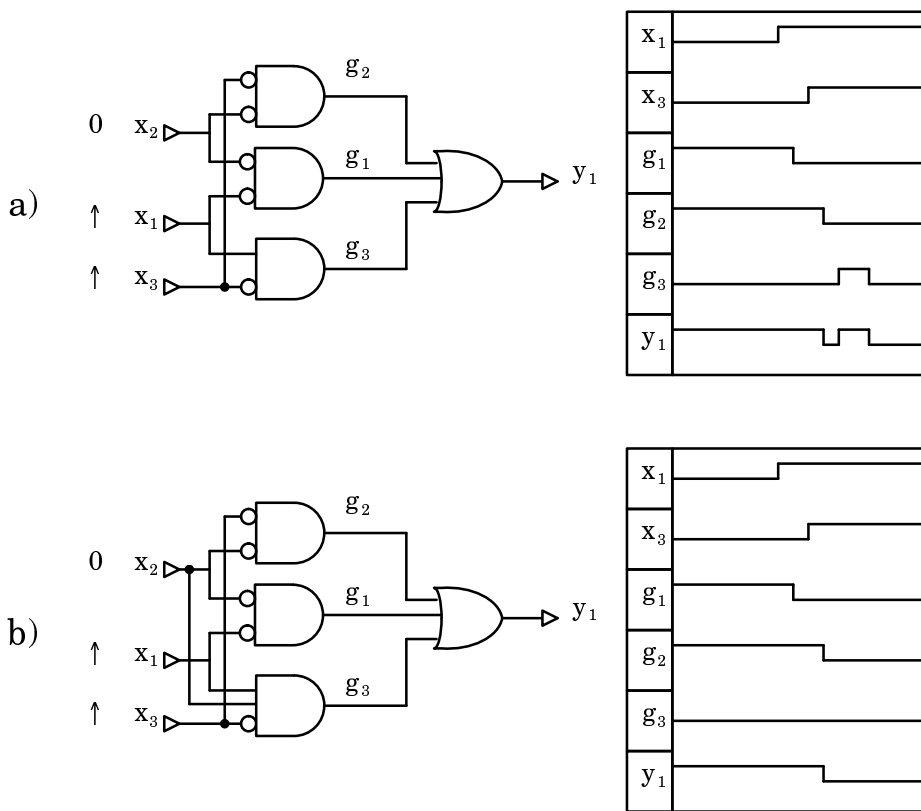 a)
0 x₂
↑ x₁
↑ x₃
g₂
g₁
g₃
y₁
x₁
x₃
g₁
g₂
g₃
y₁
b)
0 x₂
↑ x₁
↑ x₃
g₂
g₁
g₃
y₁
x₁
x₃
g₁
g₂
g₃
y₁